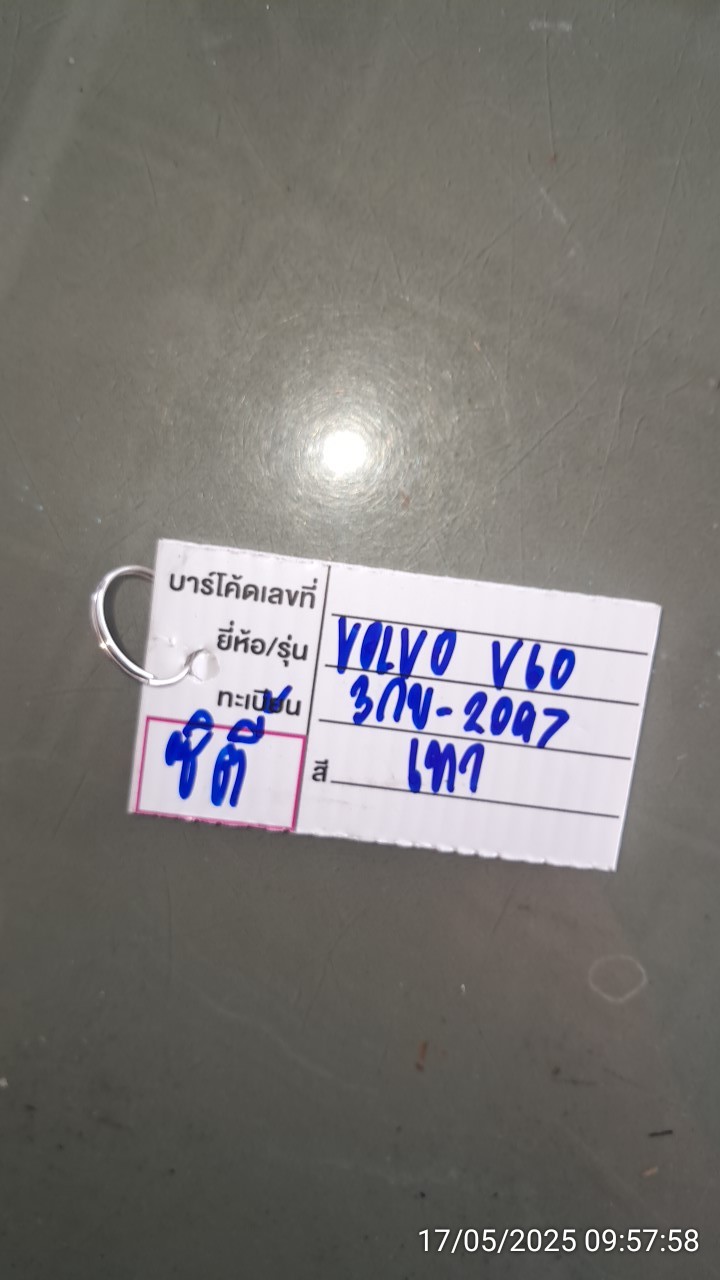 บาร์โค้ดเลขที่
ยี่ห้อ/รุ่น VOLVO V60
ทะเบียน 3กข-2097
สี เทา
ซิตี้
17/05/2025 09:57:58